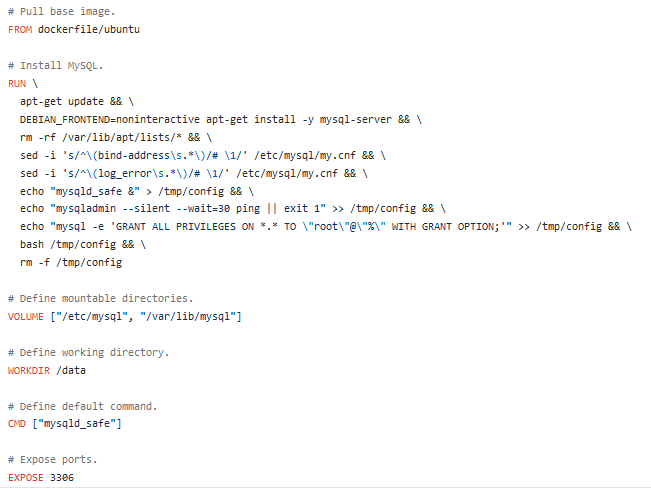 # Pull base image.
FROM dockerfile/ubuntu
# Install MySQL.
RUN \
apt-get update && \
DEBIAN_FRONTEND=noninteractive apt-get install -y mysql-server && \
rm -rf /var/lib/apt/lists/* && \
sed -i 's/^\(bind-address\s.*\)/# \1/' /etc/mysql/my.cnf && \
sed -i 's/^\(log_error\s.*\)/# \1/' /etc/mysql/my.cnf && \
echo "mysqld_safe &" > /tmp/config && \
echo "mysqladmin --silent --wait=30 ping || exit 1" >> /tmp/config && \
echo "mysql -e 'GRANT ALL PRIVILEGES ON *.* TO \"root\"@\"%\" WITH GRANT OPTION;'" >> /tmp/config && \
bash /tmp/config && \
rm -f /tmp/config
# Define mountable directories.
VOLUME ["/etc/mysql", "/var/lib/mysql"]
# Define working directory.
WORKDIR /data
# Define default command.
CMD ["mysqld_safe"]
# Expose ports.
EXPOSE 3306